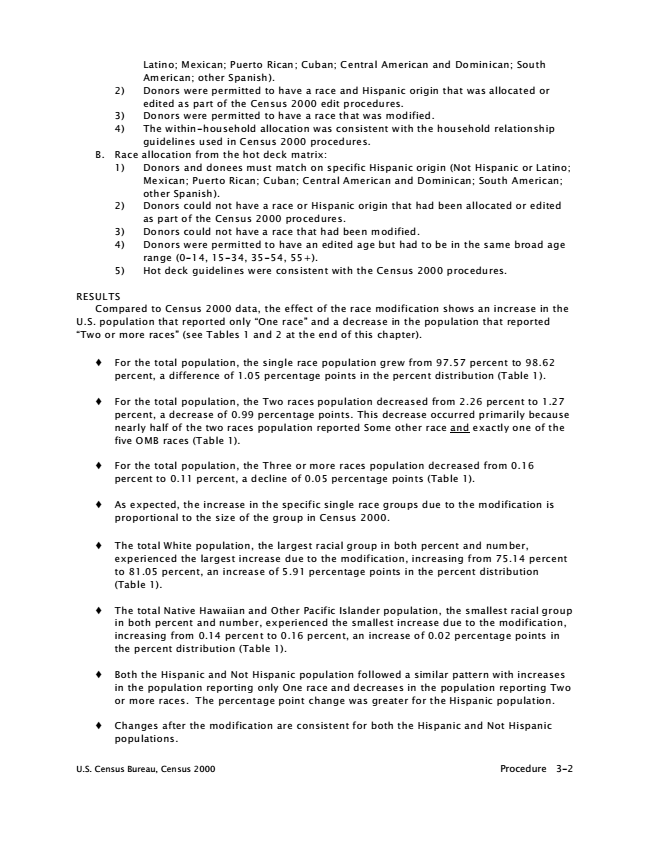 Latino; Mexican; Puerto Rican; Cuban; Central American and Dominican; South
American; other Spanish).
2) Donors were permitted to have a race and Hispanic origin that was allocated or
edited as part of the Census 2000 edit procedures.
3) Donors were permitted to have a race that was modified.
4) The within-household allocation was consistent with the household relationship
guidelines used in Census 2000 procedures.
B. Race allocation from the hot deck matrix:
1) Donors and donees must match on specific Hispanic origin (Not Hispanic or Latino;
Mexican; Puerto Rican; Cuban; Central American and Dominican; South American;
other Spanish).
2) Donors could not have a race or Hispanic origin that had been allocated or edited
as part of the Census 2000 procedures.
3) Donors could not have a race that had been modified.
4) Donors were permitted to have an edited age but had to be in the same broad age
range (0-14, 15-34, 35-54, 55+).
5) Hot deck guidelines were consistent with the Census 2000 procedures.
RESULTS
Compared to Census 2000 data, the effect of the race modification shows an increase in the
U.S. population that reported only “One race” and a decrease in the population that reported
“Two or more races” (see Tables 1 and 2 at the end of this chapter).
♦ For the total population, the single race population grew from 97.57 percent to 98.62
percent, a difference of 1.05 percentage points in the percent distribution (Table 1).
♦ For the total population, the Two races population decreased from 2.26 percent to 1.27
percent, a decrease of 0.99 percentage points. This decrease occurred primarily because
nearly half of the two races population reported Some other race and exactly one of the
five OMB races (Table 1).
♦ For the total population, the Three or more races population decreased from 0.16
percent to 0.11 percent, a decline of 0.05 percentage points (Table 1).
♦ As expected, the increase in the specific single race groups due to the modification is
proportional to the size of the group in Census 2000.
♦ The total White population, the largest racial group in both percent and number,
experienced the largest increase due to the modification, increasing from 75.14 percent
to 81.05 percent, an increase of 5.91 percentage points in the percent distribution
(Table 1).
♦ The total Native Hawaiian and Other Pacific Islander population, the smallest racial group
in both percent and number, experienced the smallest increase due to the modification,
increasing from 0.14 percent to 0.16 percent, an increase of 0.02 percentage points in
the percent distribution (Table 1).
♦ Both the Hispanic and Not Hispanic population followed a similar pattern with increases
in the population reporting only One race and decreases in the population reporting Two
or more races. The percentage point change was greater for the Hispanic population.
♦ Changes after the modification are consistent for both the Hispanic and Not Hispanic
populations.
U.S. Census Bureau, Census 2000 Procedure 3-2